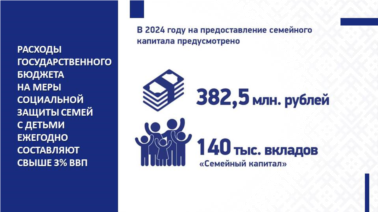 РАСХОДЫ
ГОСУДАРСТВЕННОГО
БЮДЖЕТА
НА МЕРЫ
СОЦИАЛЬНОЙ
ЗАЩИТЫ СЕМЕЙ
С ДЕТЬМИ
ЕЖЕГОДНО
СОСТАВЛЯЮТ
СВЫШЕ 3% ВВП
В 2024 году на предоставление семейного
капитала предусмотрено
382,5 млн. рублей
140 тыс. вкладов
«Семейный капитал»